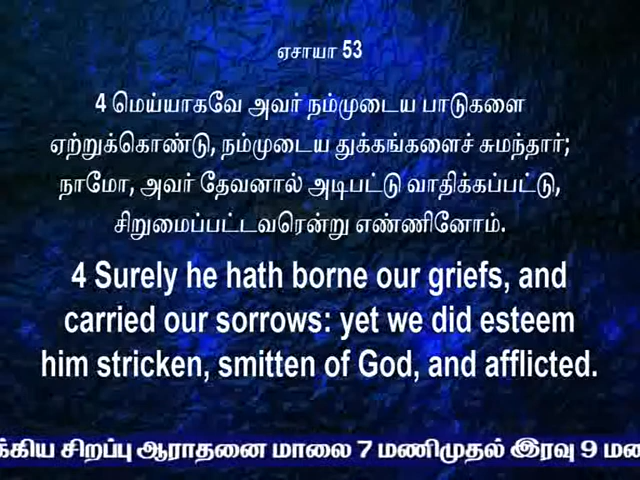 ஏசாயா 53
4 மெய்யாகவே அவர் நம்முடைய பாடுகளை
ஏற்றுக்கொண்டு, நம்முடைய துக்கங்களைச் சுமந்தார்;
நாமோ, அவர் தேவனால் அடிபட்டு வாதிக்கப்பட்டு,
சிறுமைப்பட்டவரென்று எண்ணினோம்.
4 Surely he hath borne our griefs, and
carried our sorrows: yet we did esteem
him stricken, smitten of God, and afflicted.
சிறப்பு ஆராதனை மாலை 7 மணிமுதல் இரவு 9